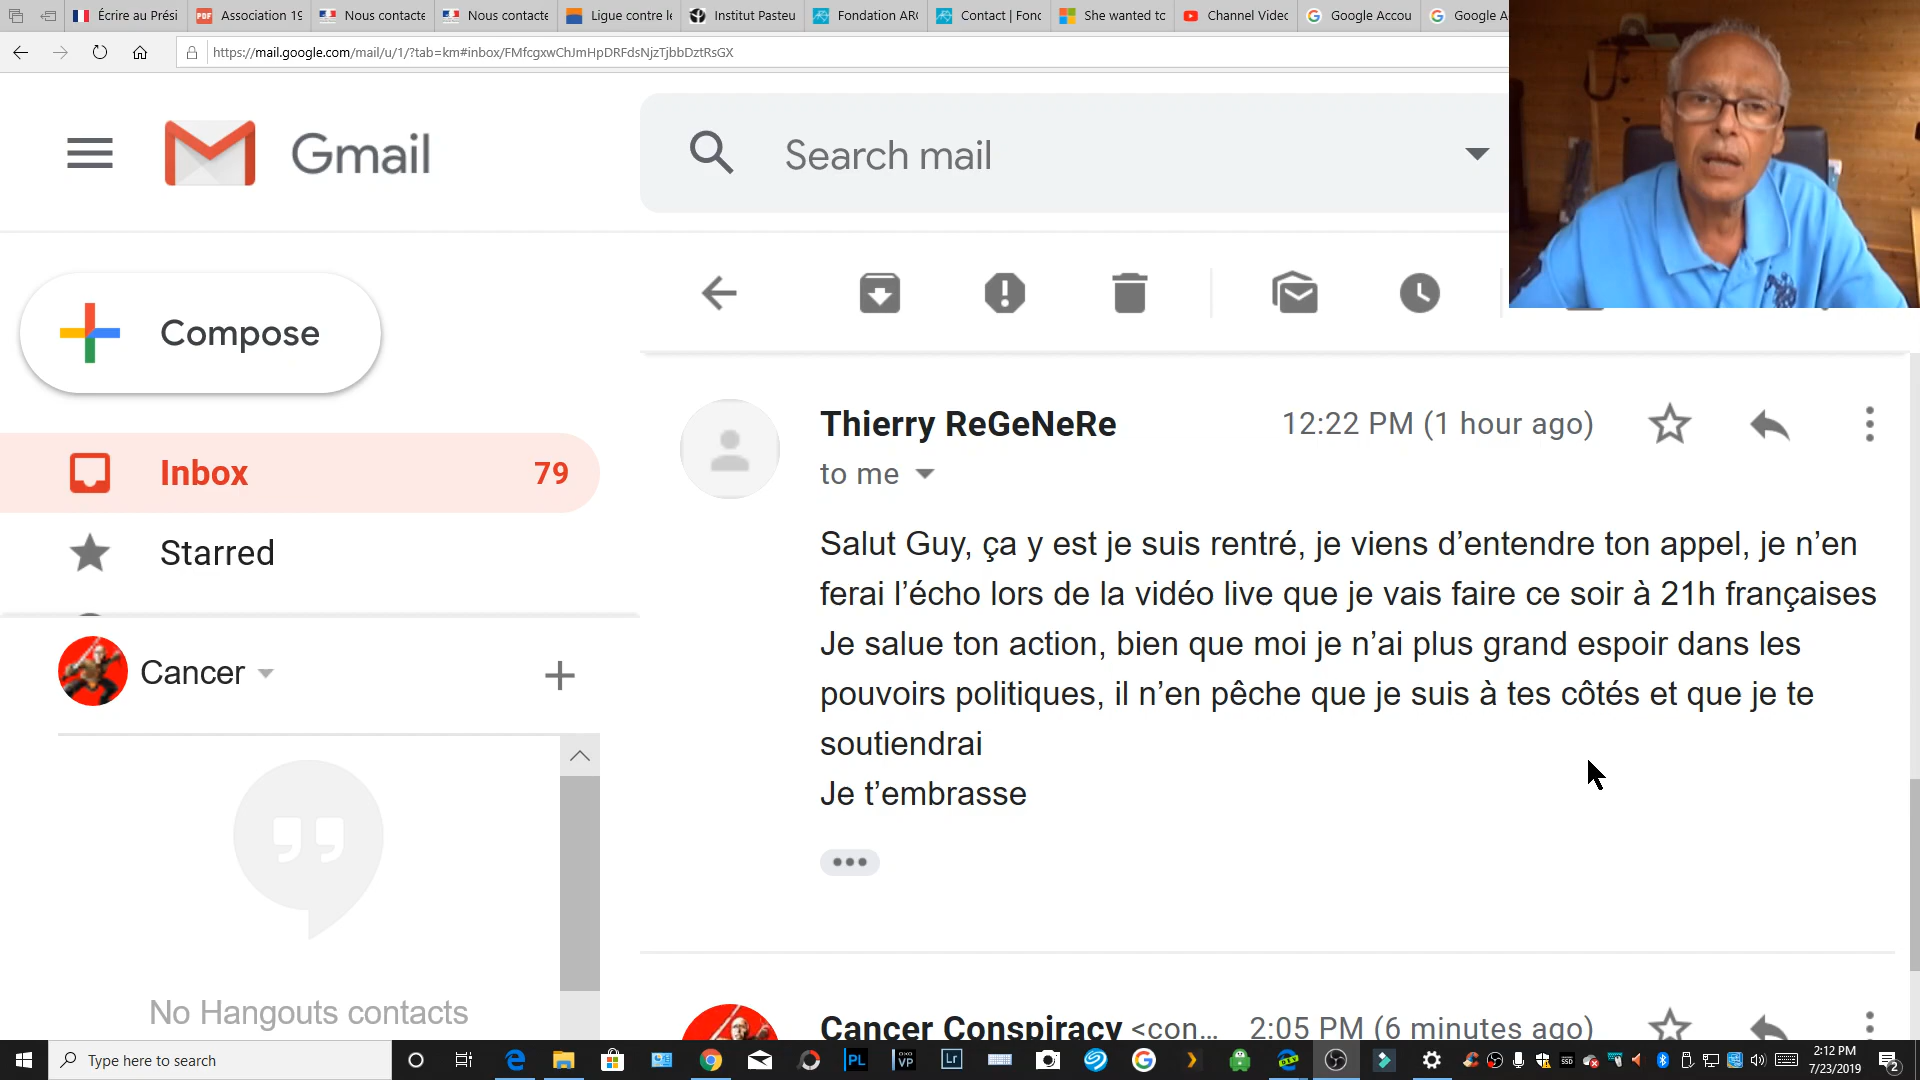 Écrire au Prési
Association 19
Nous contacte
Nous contacte
Ligue contre le
Institut Pasteu
Fondation ARC
Contact | Fonc
She wanted to
Channel Videc
Google Accou
Google A
https://mail.google.com/mail/u/1/?tab=km#inbox/FMfcgxwChJmHpDRFdsNjzTjbbDztRsGX
Gmail
Search mail
Compose
Inbox 79
Starred
Cancer
No Hangouts contacts
Thierry ReGeNeRe 12:22 PM (1 hour ago)
to me
Salut Guy, ça y est je suis rentré, je viens d’entendre ton appel, je n’en
ferai l’écho lors de la vidéo live que je vais faire ce soir à 21h françaises
Je salue ton action, bien que moi je n’ai plus grand espoir dans les
pouvoirs politiques, il n’en pêche que je suis à tes côtés et que je te
soutiendrai
Je t’embrasse
Cancer Conspiracy <con... 2:05 PM (6 minutes ago)
Type here to search
2:12 PM
7/23/2019